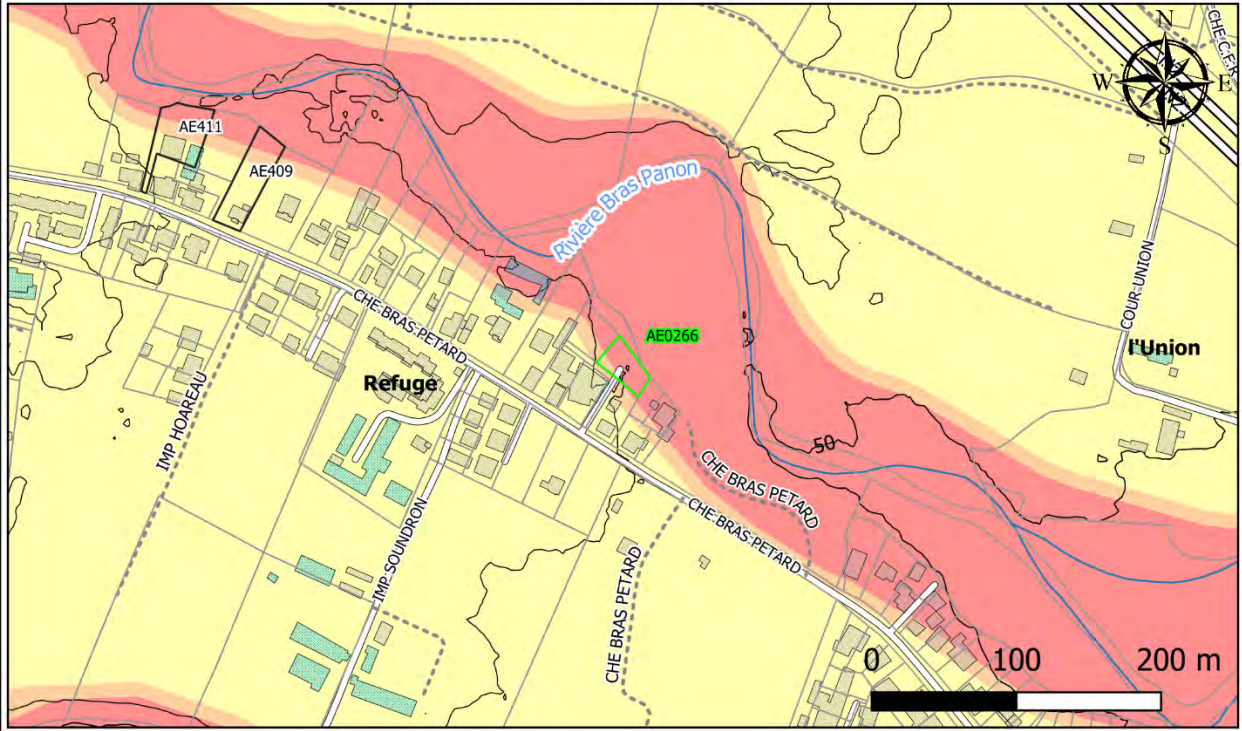 CHE C.E.R
N
W
E
S
AE411
AE409
Rivière Bras Panon
COUR-UNION
CHE-BRAS-PETARD
AE0266
l'Union
Refuge
IMP HOAREAU
50
CHE BRAS PETARD
CHE-BRAS-PETARD
IMP-SOUNDRON
CHE BRAS PETARD
0 100 200 m